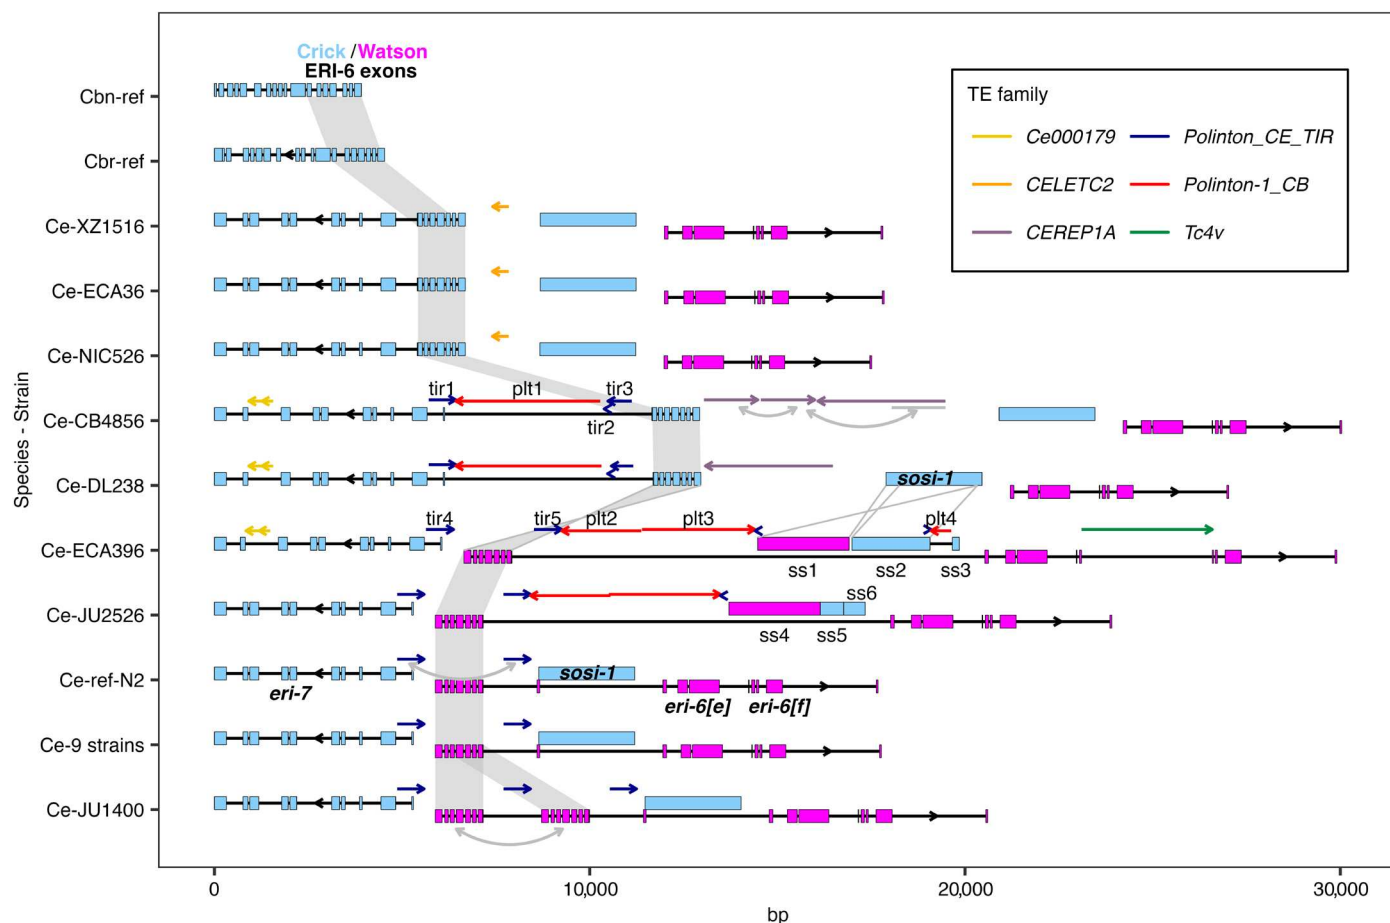 Crick / Watson
ERI-6 exons
TE family
Ce000179
CELETC2
CEREP1A
Polinton_CE_TIR
Polinton-1_CB
Tc4v
Species - Strain
Cbn-ref
Cbr-ref
Ce-XZ1516
Ce-ECA36
Ce-NIC526
Ce-CB4856
tir1 plt1 tir3
tir2
Ce-DL238
sosi-1
Ce-ECA396
tir4 tir5 plt2 plt3 plt4
ss1 ss2 ss3
Ce-JU2526
ss6
ss4 ss5
Ce-ref-N2
sosi-1
eri-7 eri-6[e] eri-6[f]
Ce-9 strains
Ce-JU1400
0 10,000 20,000 30,000
bp